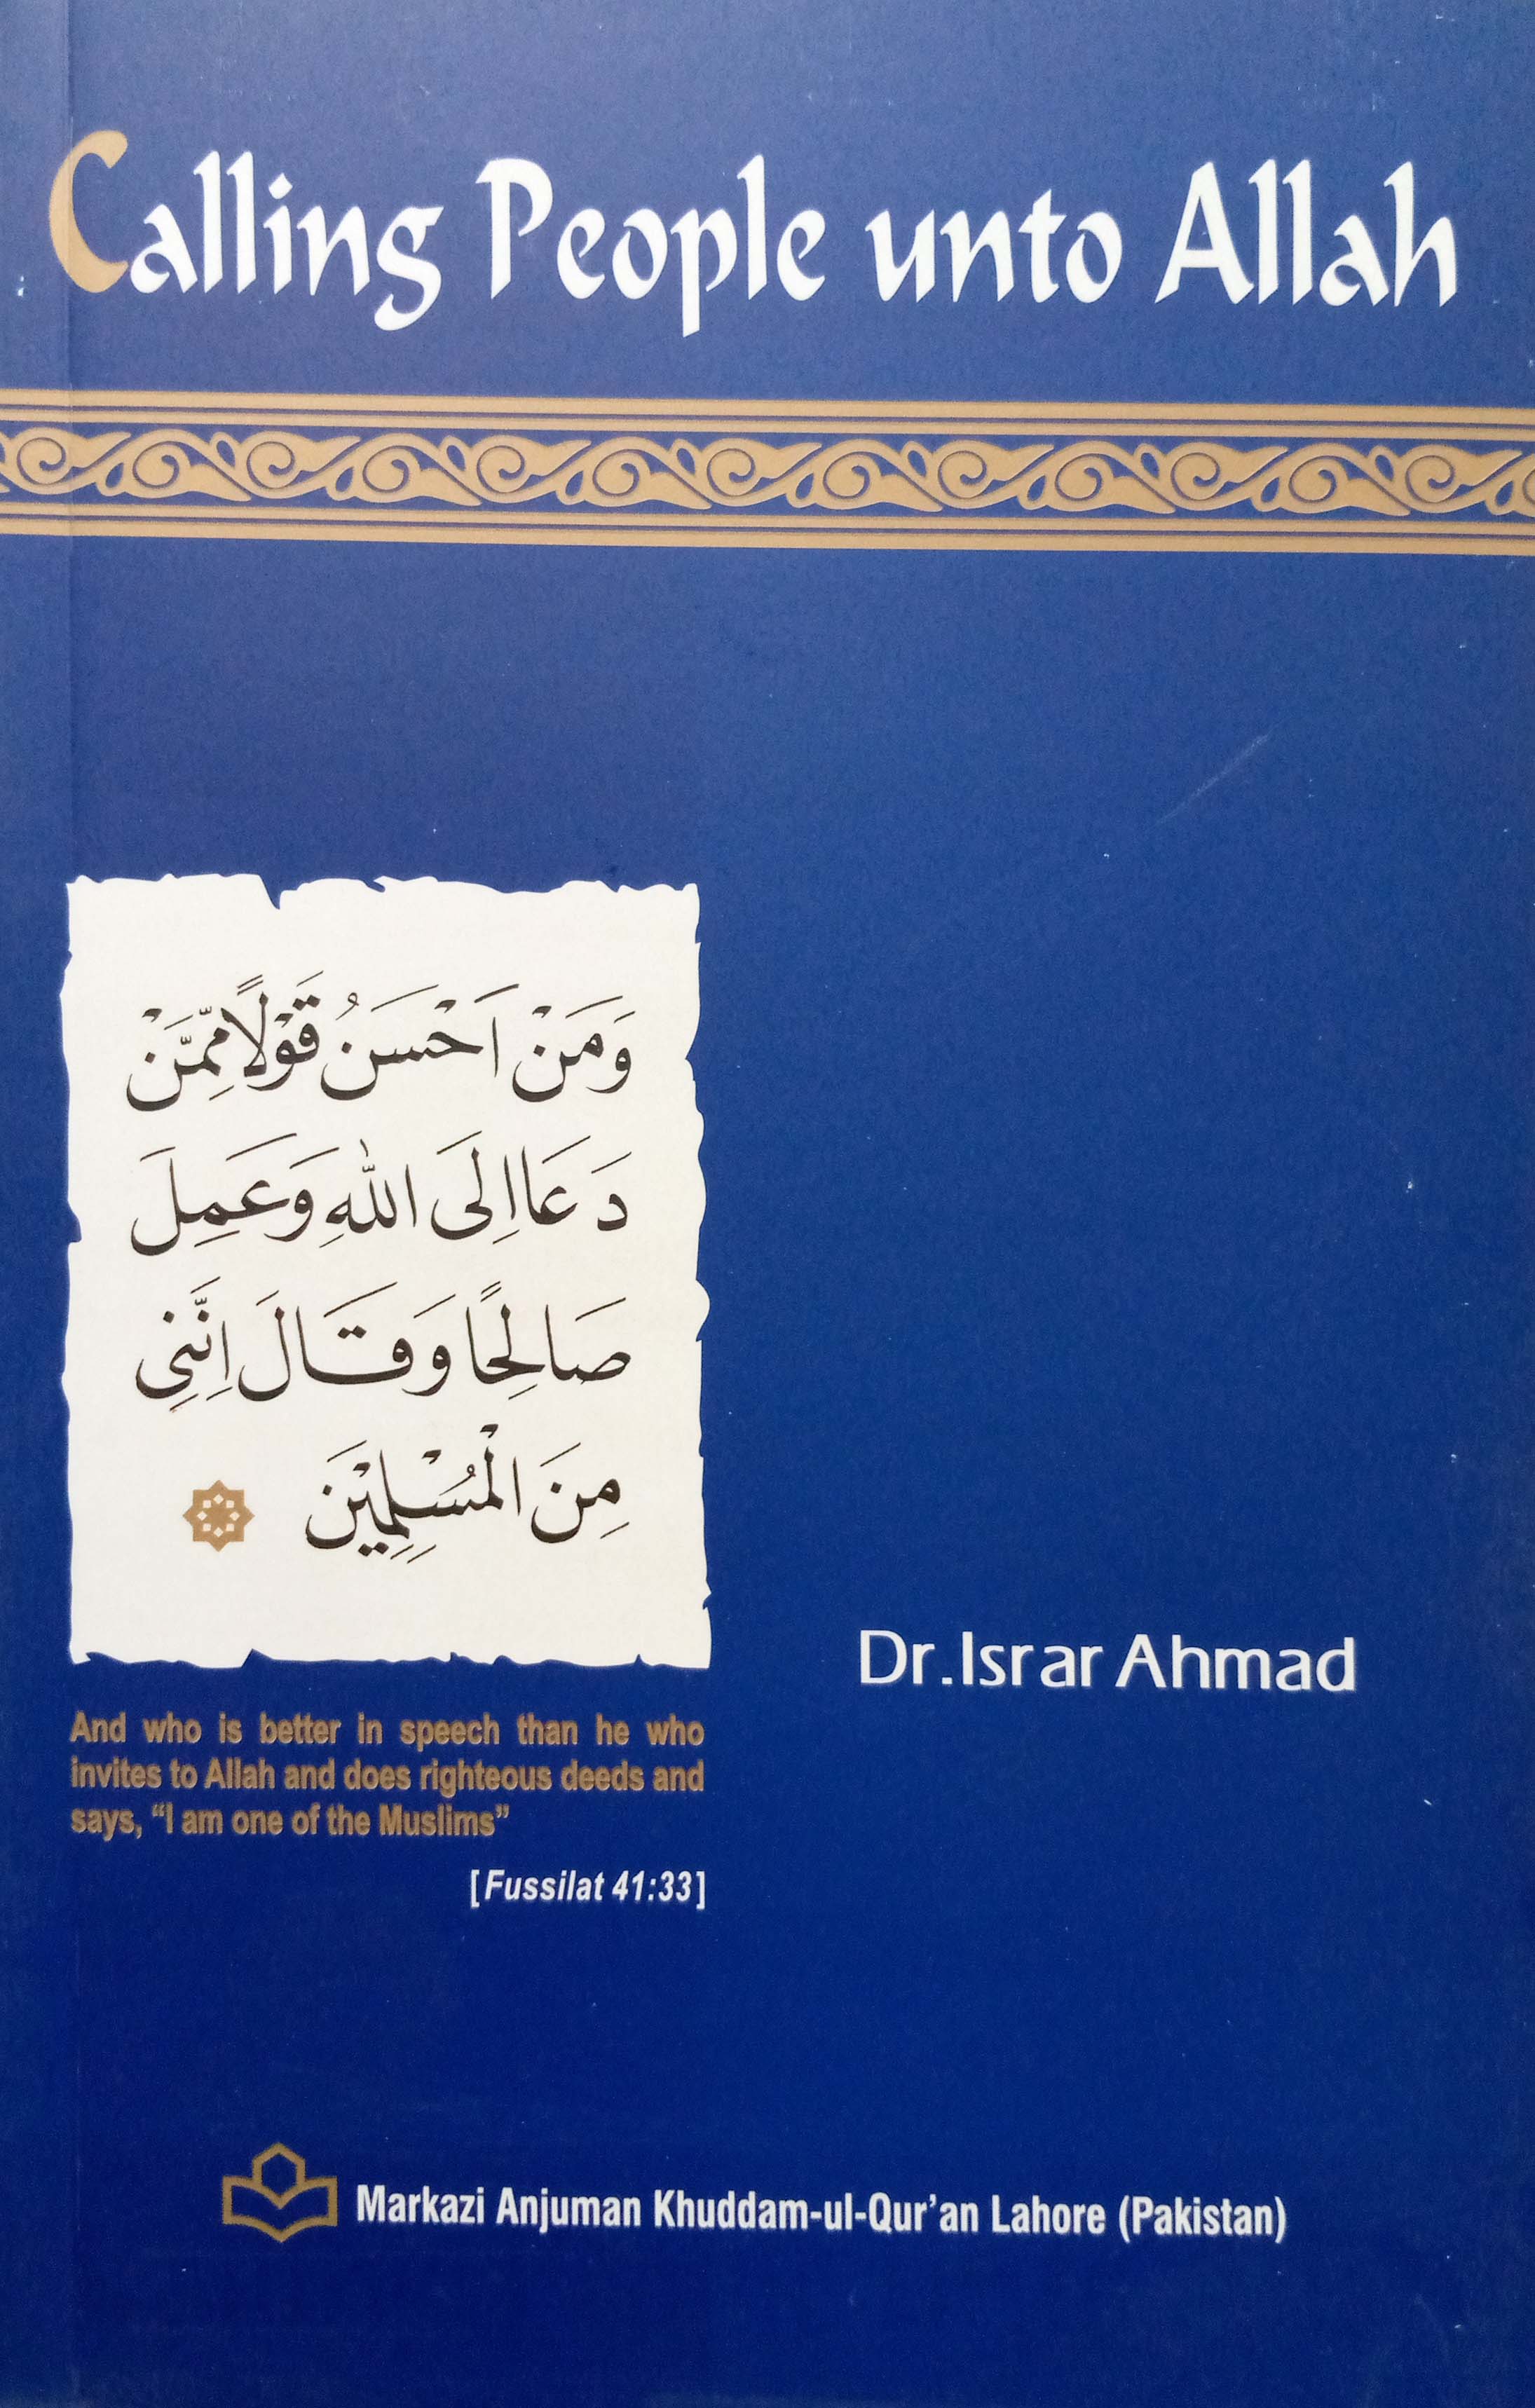 Calling People unto Allah
وَمَنْ اَحْسَنُ قَوْلًا مِّمَّنْ
دَعَا اِلَى اللّٰهِ وَعَمِلَ
صَالِحًا وَقَالَ اِنَّنِى
مِنَ الْمُسْلِمِيْنَ
And who is better in speech than he who
invites to Allah and does righteous deeds and
says, “I am one of the Muslims”
[Fussilat 41:33]
Dr.Israr Ahmad
Markazi Anjuman Khuddam-ul-Qur’an Lahore (Pakistan)